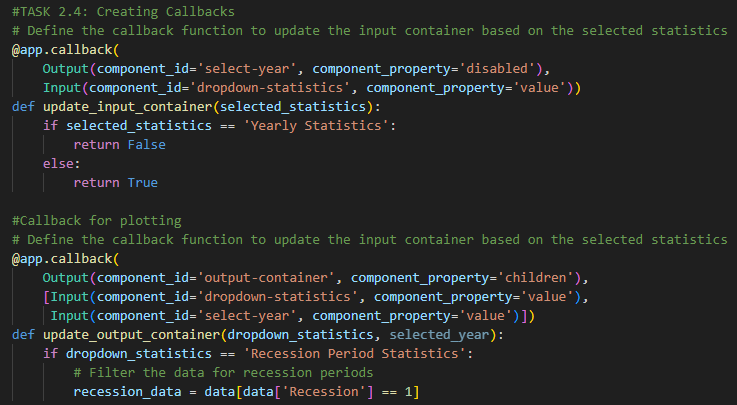 #TASK 2.4: Creating Callbacks
# Define the callback function to update the input container based on the selected statistics
@app.callback(
    Output(component_id='select-year', component_property='disabled'),
    Input(component_id='dropdown-statistics', component_property='value'))
def update_input_container(selected_statistics):
    if selected_statistics == 'Yearly Statistics':
        return False
    else:
        return True
#Callback for plotting
# Define the callback function to update the input container based on the selected statistics
@app.callback(
    Output(component_id='output-container', component_property='children'),
    [Input(component_id='dropdown-statistics', component_property='value'),
     Input(component_id='select-year', component_property='value')])
def update_output_container(dropdown_statistics, selected_year):
    if dropdown_statistics == 'Recession Period Statistics':
        # Filter the data for recession periods
        recession_data = data[data['Recession'] == 1]